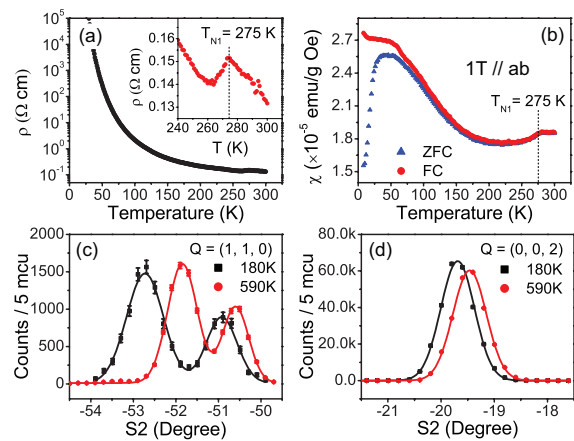 (a)
T_N1 = 275 K
ρ (Ω cm)
10^5
10^4
10^3
10^2
10^1
10^0
10^-1
0 50 100 150 200 250 300
Temperature (K)
ρ (Ω cm)
0.16
0.15
0.14
0.13
240 260 280 300
T (K)
(b)
1T // ab
T_N1 = 275 K
ZFC
FC
χ (×10^-5 emu/g Oe)
2.7
2.4
2.1
1.8
1.5
0 50 100 150 200 250 300
Temperature (K)
(c)
Q = (1, 1, 0)
180K
590K
Counts / 5 mcu
2000
1500
1000
500
0
-54 -53 -52 -51 -50
S2 (Degree)
(d)
Q = (0, 0, 2)
180K
590K
Counts / 5 mcu
80.0k
60.0k
40.0k
20.0k
0.0
-21 -20 -19 -18
S2 (Degree)